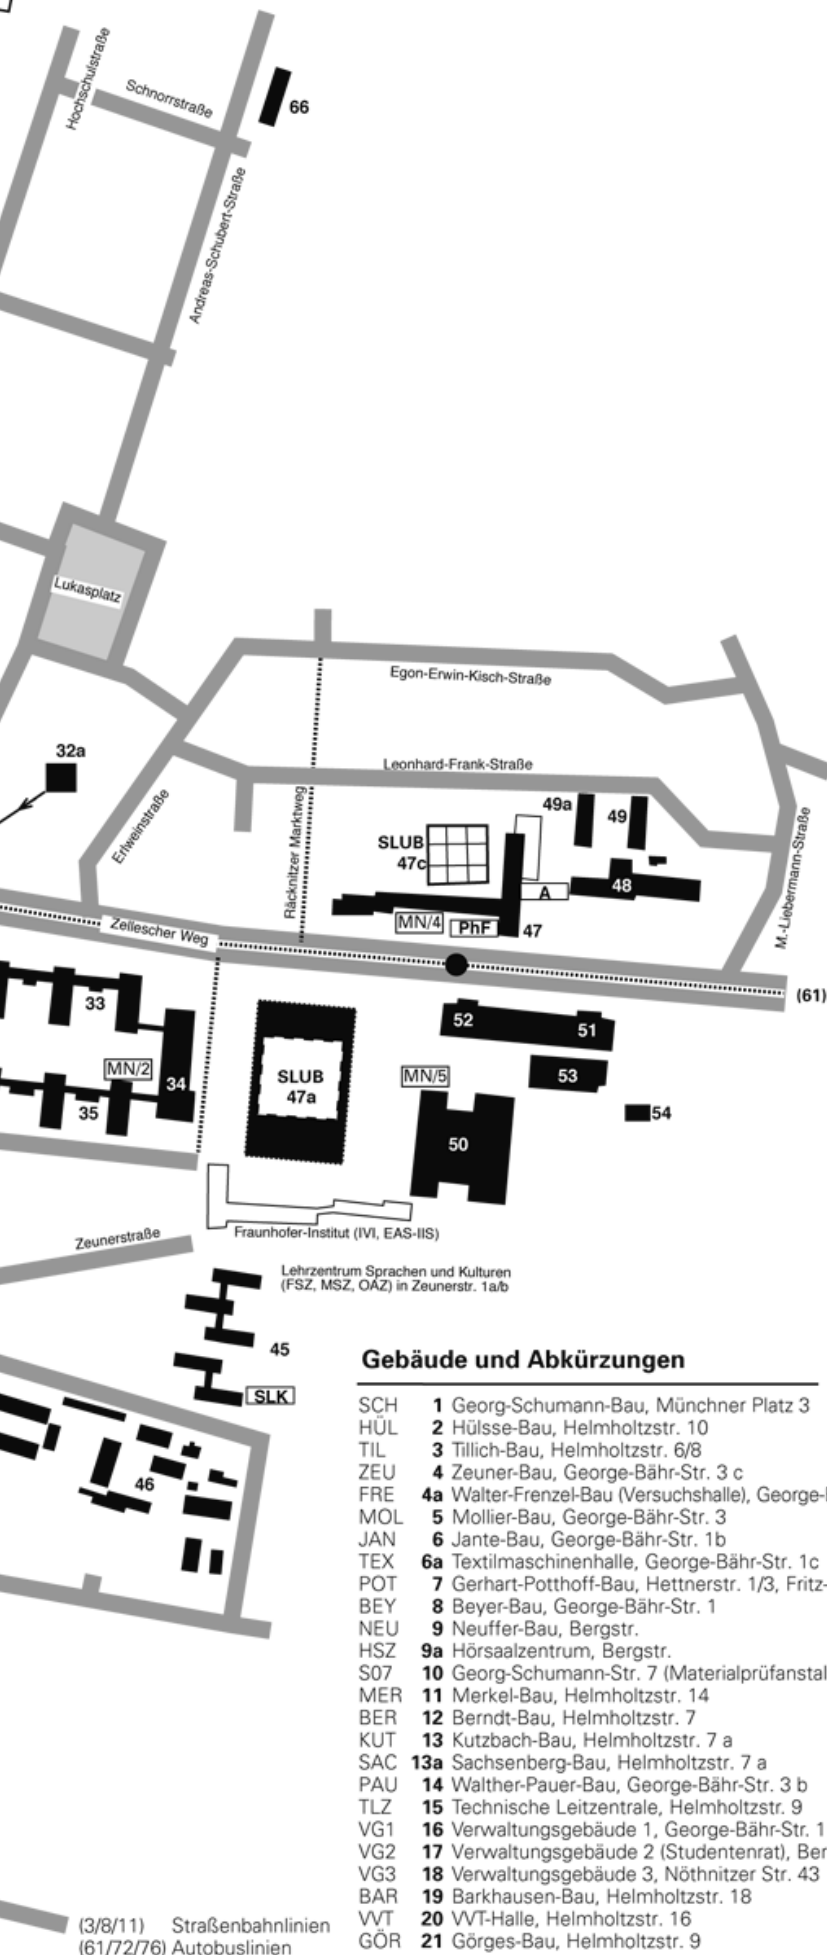 Hochschulstraße
Schnorrstraße
66
Andreas-Schubert-Straße
Lukasplatz
Egon-Erwin-Kisch-Straße
32a
Leonhard-Frank-Straße
Erlweinstraße
Räcknitzer Marktweg
49a
49
SLUB
47c
48
A
M.-Liebermann-Straße
MN/4
PhF
47
Zellescher Weg
(61)
33
52
51
MN/2
34
SLUB
47a
MN/5
53
35
54
50
Fraunhofer-Institut (IVI, EAS-IIS)
Zeunerstraße
Lehrzentrum Sprachen und Kulturen
(FSZ, MSZ, OAZ) in Zeunerstr. 1a/b
45
SLK
46
Gebäude und Abkürzungen
SCH 1 Georg-Schumann-Bau, Münchner Platz 3
HÜL 2 Hülsse-Bau, Helmholtzstr. 10
TIL 3 Tillich-Bau, Helmholtzstr. 6/8
ZEU 4 Zeuner-Bau, George-Bähr-Str. 3 c
FRE 4a Walter-Frenzel-Bau (Versuchshalle), George-
MOL 5 Mollier-Bau, George-Bähr-Str. 3
JAN 6 Jante-Bau, George-Bähr-Str. 1b
TEX 6a Textilmaschinenhalle, George-Bähr-Str. 1c
POT 7 Gerhart-Potthoff-Bau, Hettnerstr. 1/3, Fritz-
BEY 8 Beyer-Bau, George-Bähr-Str. 1
NEU 9 Neuffer-Bau, Bergstr.
HSZ 9a Hörsaalzentrum, Bergstr.
S07 10 Georg-Schumann-Str. 7 (Materialprüfanstal
MER 11 Merkel-Bau, Helmholtzstr. 14
BER 12 Berndt-Bau, Helmholtzstr. 7
KUT 13 Kutzbach-Bau, Helmholtzstr. 7 a
SAC 13a Sachsenberg-Bau, Helmholtzstr. 7 a
PAU 14 Walther-Pauer-Bau, George-Bähr-Str. 3 b
TLZ 15 Technische Leitzentrale, Helmholtzstr. 9
VG1 16 Verwaltungsgebäude 1, George-Bähr-Str. 1
VG2 17 Verwaltungsgebäude 2 (Studentenrat), Ber
VG3 18 Verwaltungsgebäude 3, Nöthnitzer Str. 43
BAR 19 Barkhausen-Bau, Helmholtzstr. 18
VVT 20 VVT-Halle, Helmholtzstr. 16
GÖR 21 Görges-Bau, Helmholtzstr. 9
(3/8/11) Straßenbahnlinien
(61/72/76) Autobuslinien